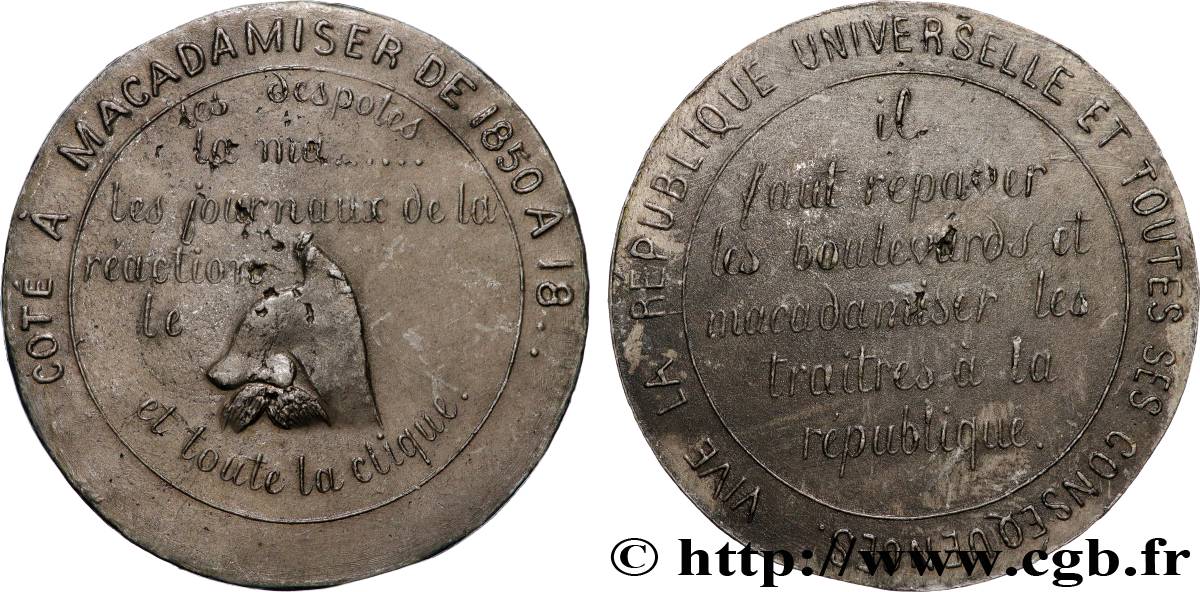 COTÉ À MACADAMISER DE 1850 A 18...
les despotes
la ma.......
les journaux de la
réaction
le
et toute la clique.
VIVE LA RÉPUBLIQUE UNIVERSELLE ET TOUTES SES CONSEQUENCES.
il
faut repaver
les boulevards et
macadamiser les
traitres à la
république.
© http://www.cgb.fr